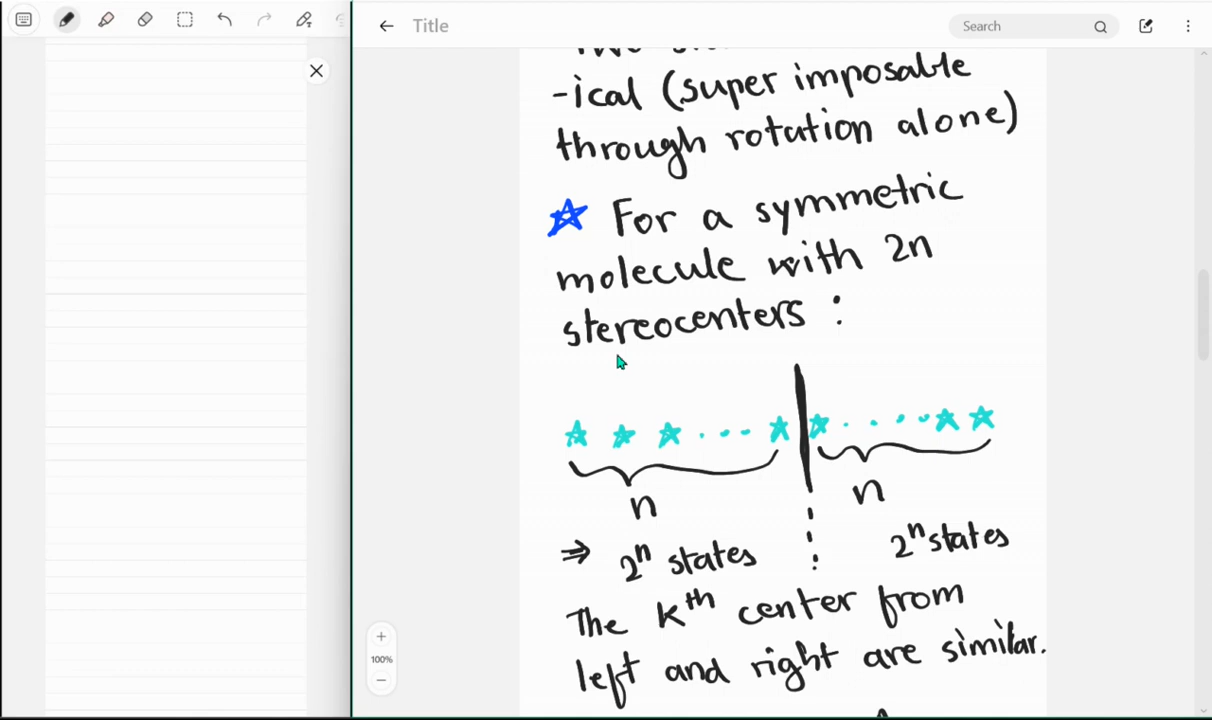 Title
Search
-ical (super imposable
through rotation alone)
For a symmetric
molecule with 2n
stereocenters :
n
n
⇒ 2ⁿ states
2ⁿ states
The kᵗʰ center from
left and right are similar.
100%